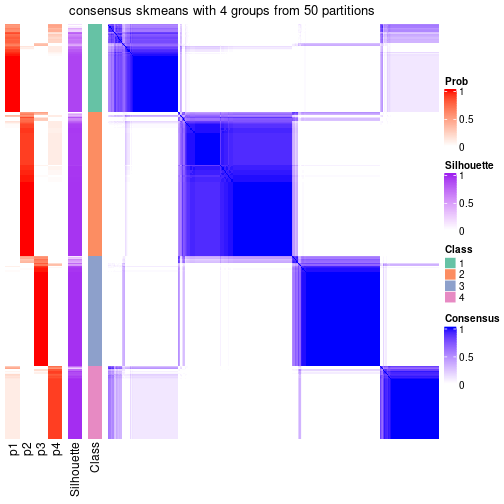 consensus skmeans with 4 groups from 50 partitions
Prob
1
0.5
0
Silhouette
1
0.5
0
Class
1
2
3
4
Consensus
1
0.5
0
p1
p2
p3
p4
Silhouette
Class